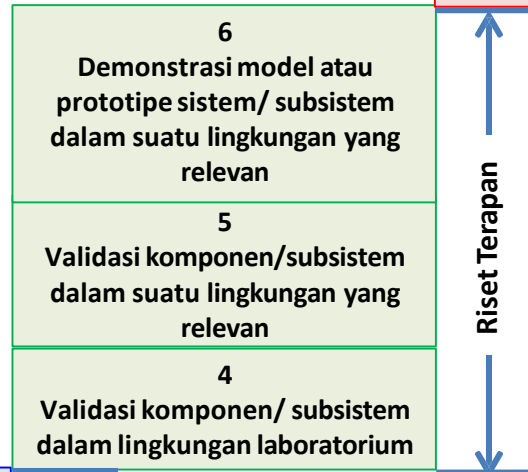 6
Demonstrasi model atau
prototipe sistem/ subsistem
dalam suatu lingkungan yang
relevan
5
Validasi komponen/subsistem
dalam suatu lingkungan yang
relevan
4
Validasi komponen/ subsistem
dalam lingkungan laboratorium
Riset Terapan